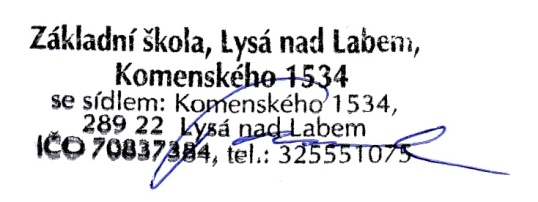 Základní škola, Lysá nad Labem,
Komenského 1534
se sídlem: Komenského 1534,
289 22 Lysá nad Labem
IČO 70837384, tel.: 325551075